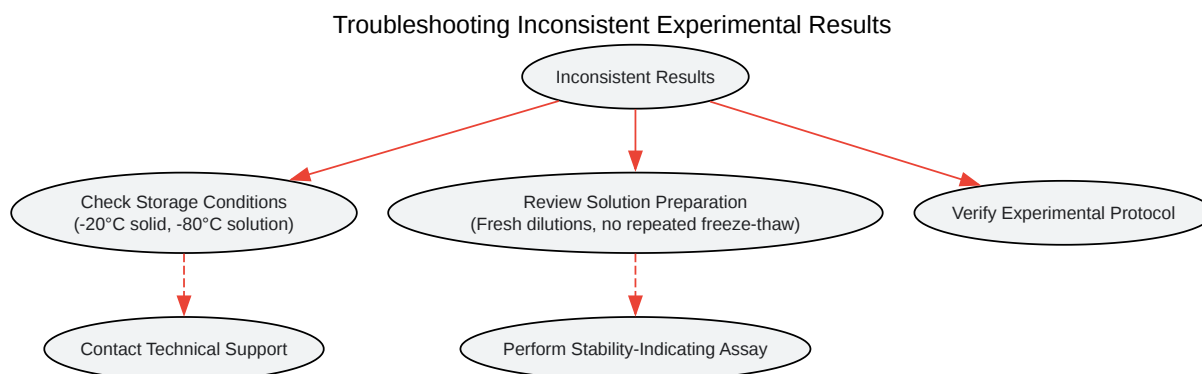 Troubleshooting Inconsistent Experimental Results
Inconsistent Results
Check Storage Conditions
(-20°C solid, -80°C solution)
Review Solution Preparation
(Fresh dilutions, no repeated freeze-thaw)
Verify Experimental Protocol
Contact Technical Support
Perform Stability-Indicating Assay